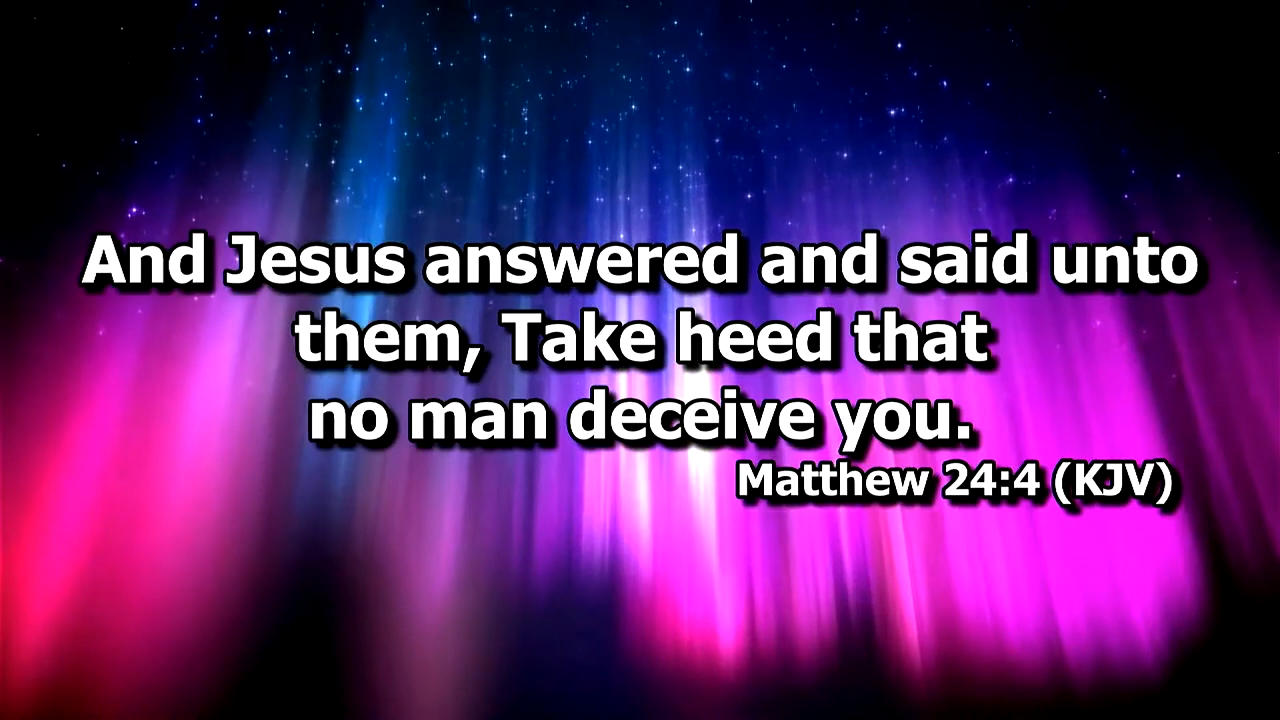 And Jesus answered and said unto
them, Take heed that
no man deceive you.
Matthew 24:4 (KJV)